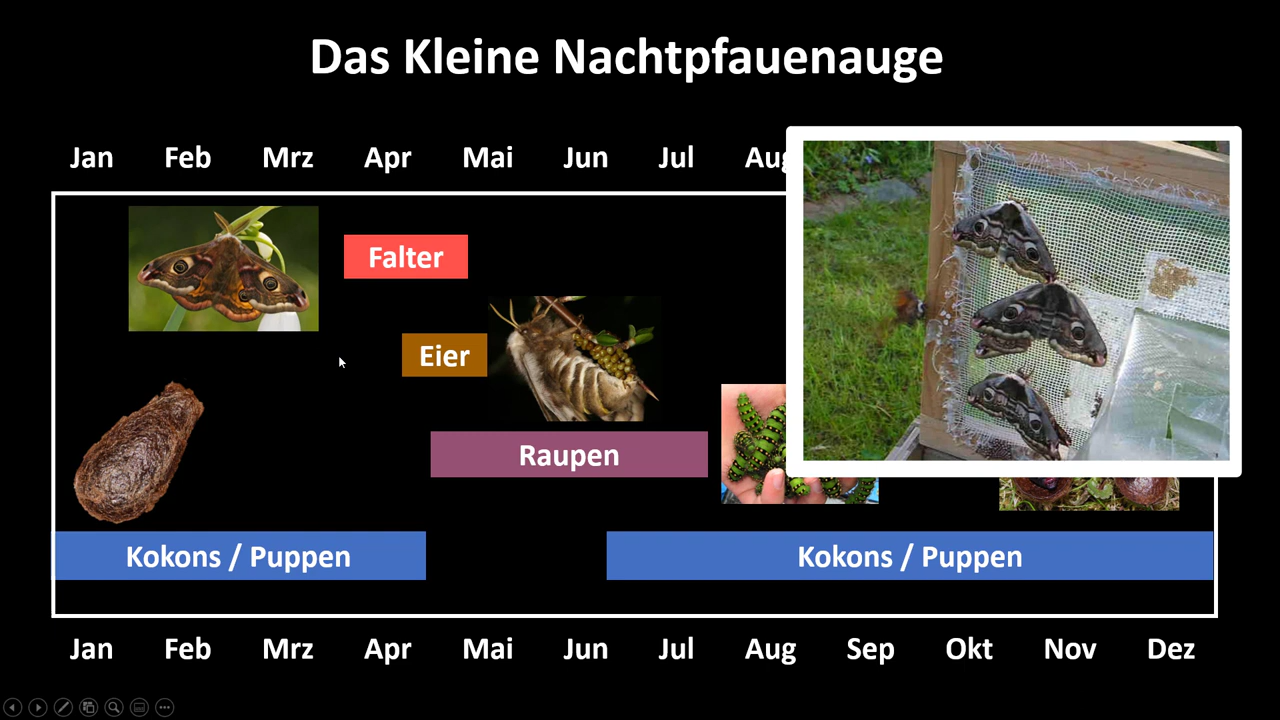 Das Kleine Nachtpfauenauge
Jan Feb Mrz Apr Mai Jun Jul Aug
Falter
Eier
Raupen
Kokons / Puppen Kokons / Puppen
Jan Feb Mrz Apr Mai Jun Jul Aug Sep Okt Nov Dez